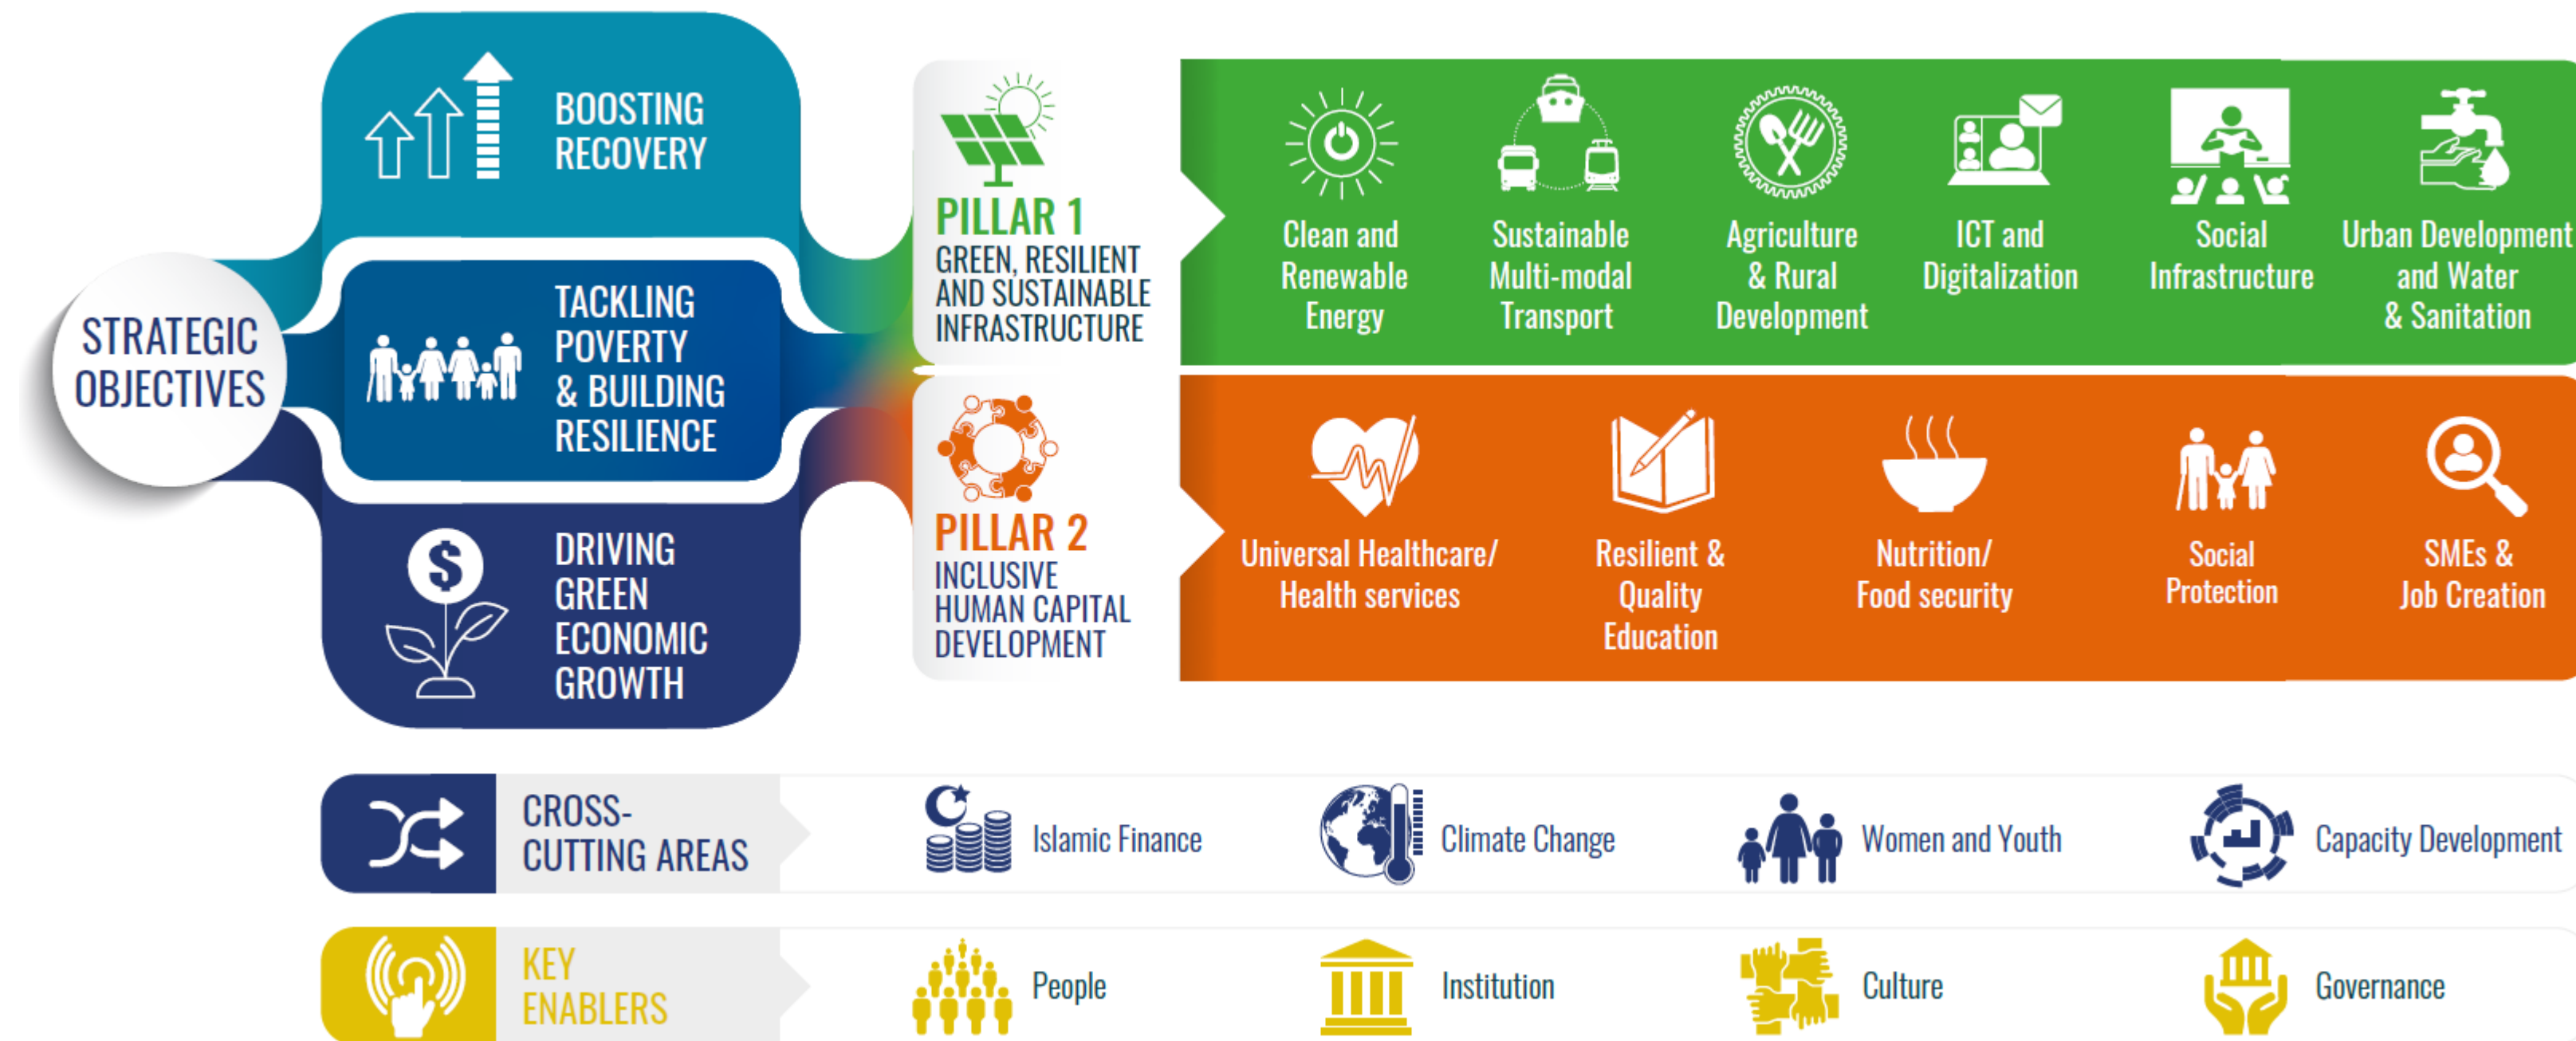 STRATEGIC
OBJECTIVES
BOOSTING
RECOVERY
TACKLING
POVERTY
& BUILDING
RESILIENCE
$
DRIVING
GREEN
ECONOMIC
GROWTH
PILLAR 1
GREEN, RESILIENT
AND SUSTAINABLE
INFRASTRUCTURE
Clean and
Renewable
Energy
Sustainable
Multi-modal
Transport
Agriculture
& Rural
Development
ICT and
Digitalization
Social
Infrastructure
Urban Development
and Water
& Sanitation
PILLAR 2
INCLUSIVE
HUMAN CAPITAL
DEVELOPMENT
Universal Healthcare/
Health services
Resilient &
Quality
Education
Nutrition/
Food security
Social
Protection
SMEs &
Job Creation
CROSS-
CUTTING AREAS
Islamic Finance
Climate Change
Women and Youth
Capacity Development
KEY
ENABLERS
People
Institution
Culture
Governance